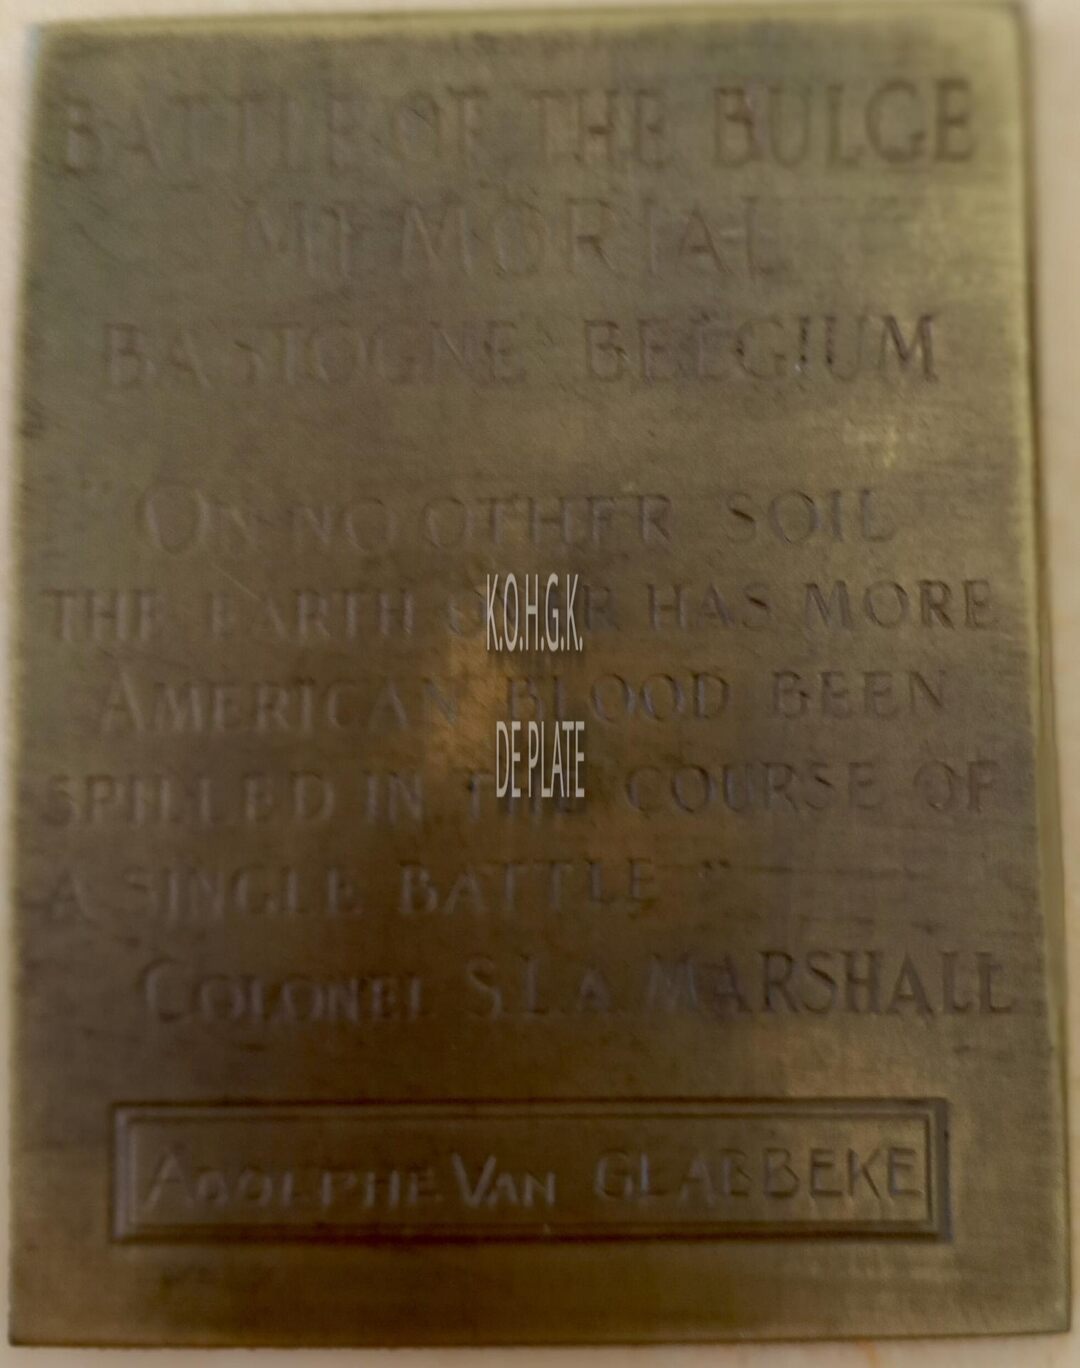 BATTLE OF THE BULGE
MEMORIAL
BASTOGNE BELGIUM
"ON NO OTHER SOIL
THE EARTH OVER HAS MORE
AMERICAN BLOOD BEEN
SPILLED IN THE COURSE OF
A SINGLE BATTLE"
COLONEL S.L.A. MARSHALL
ADOLPHE VAN GLABBEKE
K.O.H.G.K.
DE PLATE